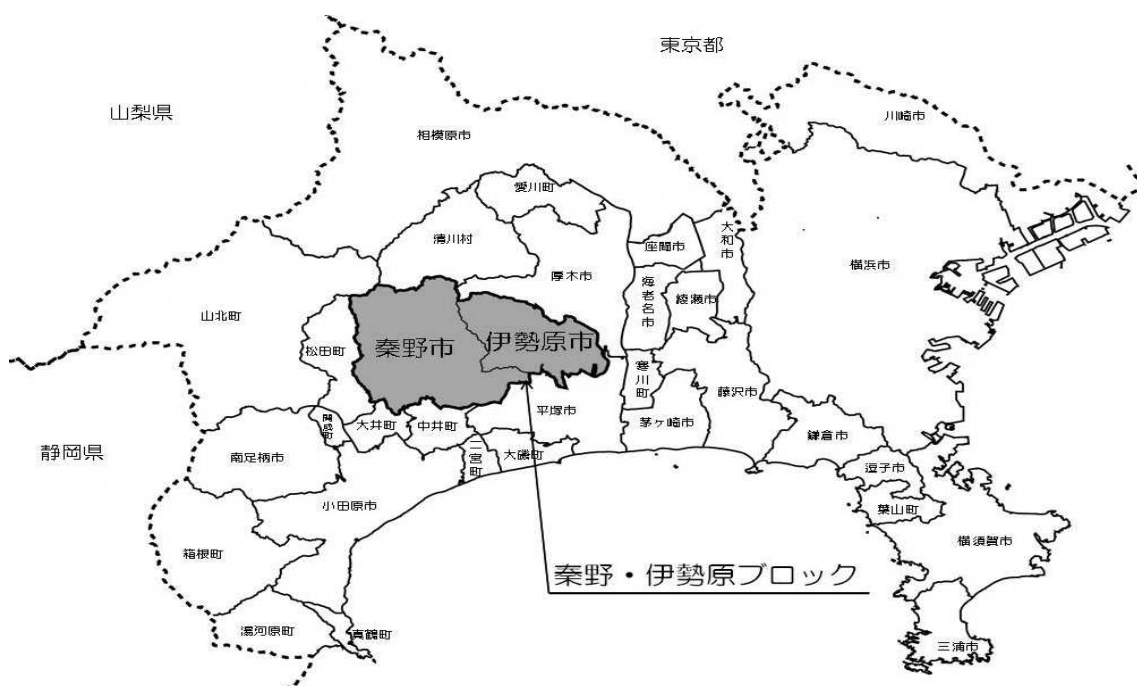 東京都
山梨県
川崎市
相模原市
愛川町
大和市
清川村
座間市
横浜市
厚木市
海老名市
綾瀬市
山北町
秦野市
伊勢原市
松田町
寒川町
藤沢市
平塚市
茅ヶ崎市
開成町
大井町
中井町
鎌倉市
静岡県
南足柄市
二宮町
大磯町
逗子市
小田原市
葉山町
横須賀市
箱根町
秦野・伊勢原ブロック
湯河原町
真鶴町
三浦市